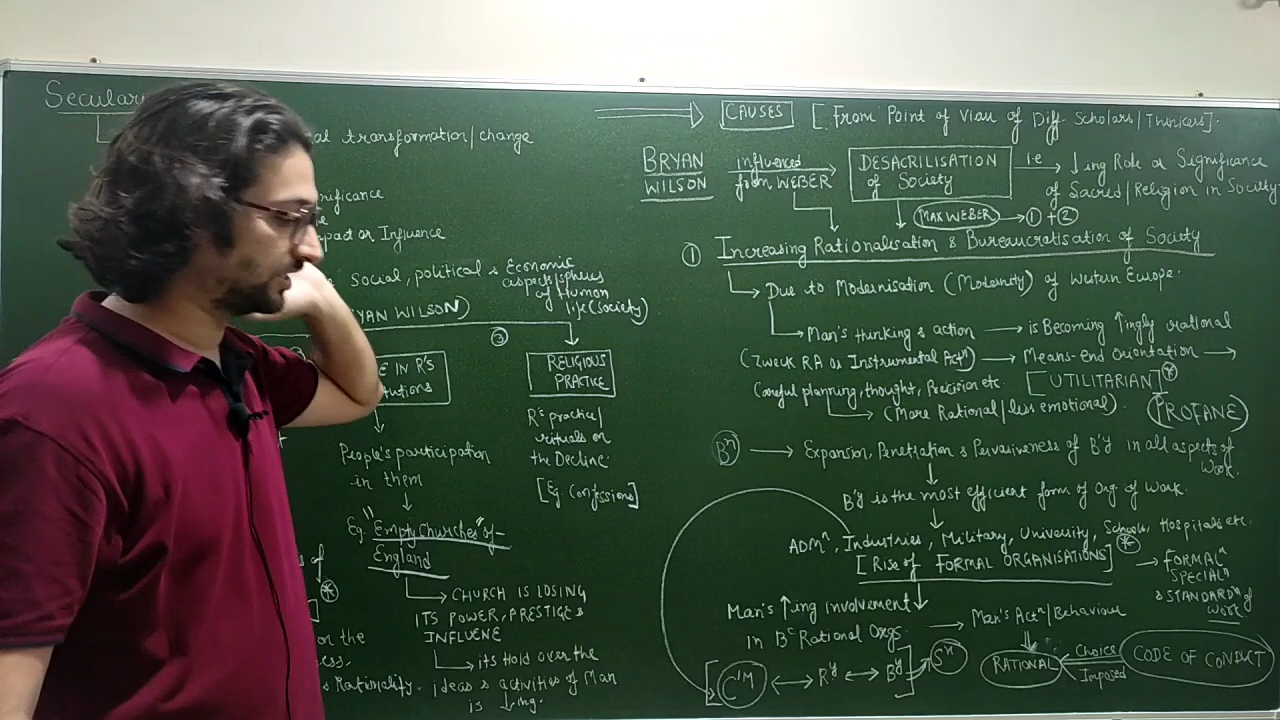 Secular
al transformation/change
nificance
mpact or Influence
Social, political & Economic
aspects/spheres
of Human
life (Society)
YAN WILSON)
③
E IN R'S
tutions
RELIGIOUS
PRACTICE
People's participation
in them
Eg "Empty Churches" of
England
CHURCH IS LOSING
ITS POWER, PRESTIGE &
INFLUENE
its Hold over the
ideas & activities of Man
is ↓ing.
R's practice/
rituals on
the Decline.
[Eg. Confessions]
s of
on the
ess.
Rationality.
CAUSES [From Point of View of Diff. Scholars/Thinkers].
BRYAN
WILSON
influenced
from WEBER
DESACRILISATION
of Society
i.e ↓ing Role or Significance
of Sacred/Religion in Society
MAX WEBER → ① + ②
① Increasing Rationalisation & Bureaucratisation of Society
Due to Modernisation (Modernity) of Western Europe.
Man's thinking & action → is Becoming ↑ingly rational
(Zweck RA or Instrumental Actn) → Means-End Orientation →
Careful planning, thought, Precision etc. [UTILITARIAN]*
(More Rational/less emotional). (PROFANE)
Bn → Expansion, Penetration & Pervasiveness of B'y in all aspects of
Work.
B'y is the most efficient form of Org. of Work.
ADMn, Industries, Military, University, Schools, Hospitals etc.
[Rise of FORMAL ORGANISATIONS] * → FORMALn
SPECIALn
& STANDARDn of
Work
Man's ↑ing involvement
in Bc Rational Orgs. → Man's Actn/Behaviour
RATIONAL
Choice
Imposed
CODE OF CONDUCT
[C'M ↔ Ry ↔ By] Sn